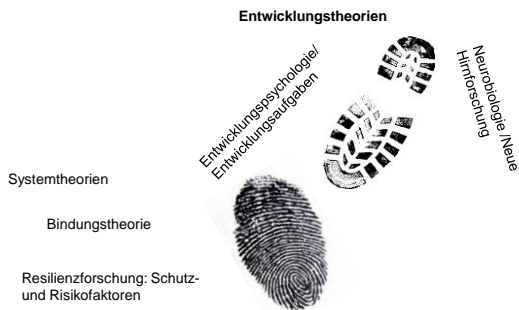 Entwicklungstheorien
Entwicklungspsychologie/
Entwicklungsaufgaben
Neurobiologie /Neue
Hirnforschung
Systemtheorien
Bindungstheorie
Resilienzforschung: Schutz-
und Risikofaktoren